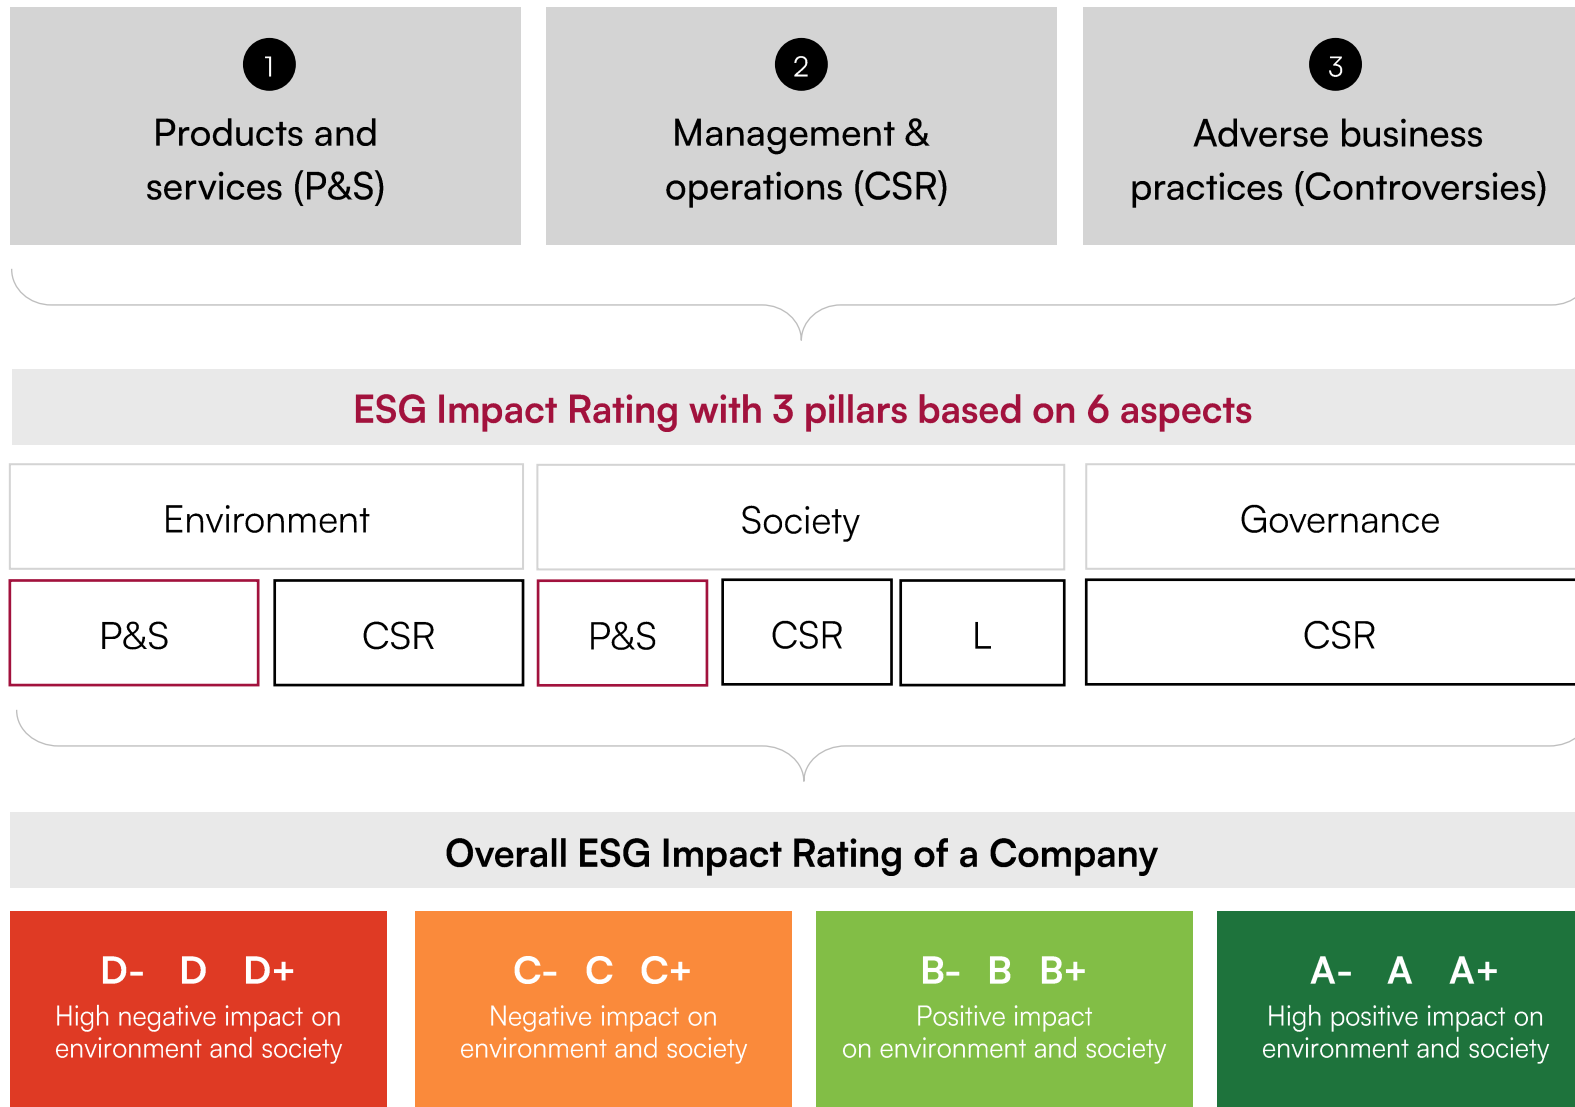 1
Products and
services (P&S)
2
Management &
operations (CSR)
3
Adverse business
practices (Controversies)
ESG Impact Rating with 3 pillars based on 6 aspects
Environment
Society
Governance
P&S
CSR
P&S
CSR
L
CSR
Overall ESG Impact Rating of a Company
D- D D+
High negative impact on
environment and society
C- C C+
Negative impact on
environment and society
B- B B+
Positive impact
on environment and society
A- A A+
High positive impact on
environment and society